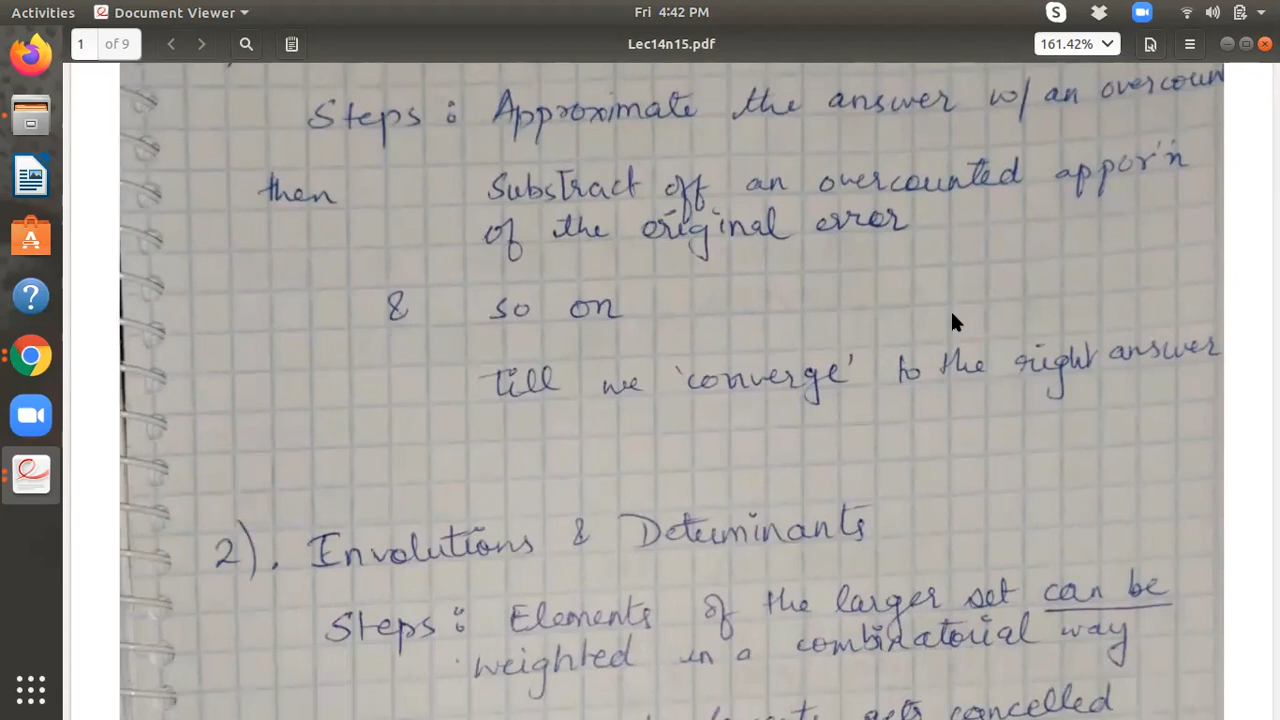 Activities Document Viewer Fri 4:42 PM
1 of 9 Lec14n15.pdf 161.42%
Steps : Approximate the answer w/ an overcoun
then Substract off an overcounted appor'n
of the original error
& so on
till we 'converge' to the right answer
2). Involutions & Determinants
Steps : Elements of the larger set can be
weighted in a combinatorial way
gets cancelled